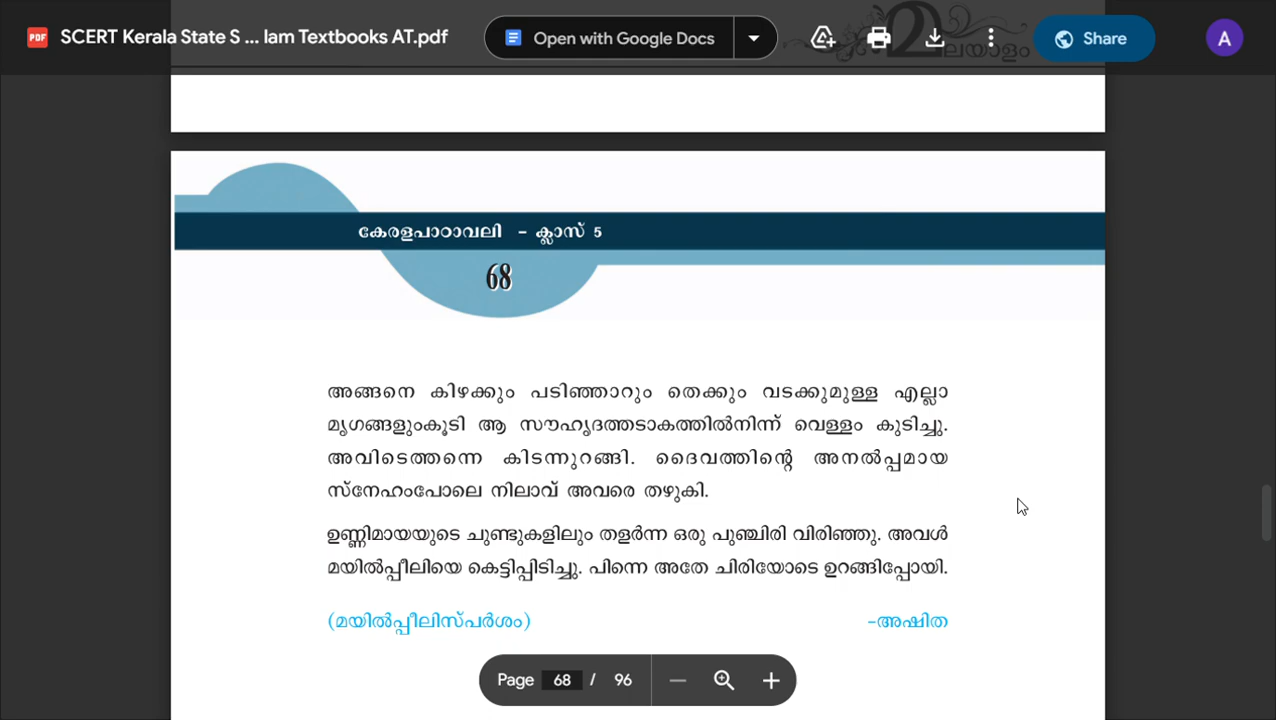 PDF SCERT Kerala State S ... lam Textbooks AT.pdf Open with Google Docs Share A
മലയാളം
കേരളപാഠാവലി - ക്ലാസ് 5
68
അങ്ങനെ കിഴക്കും പടിഞ്ഞാറും തെക്കും വടക്കുമുള്ള എല്ലാ
മൃഗങ്ങളുംകൂടി ആ സൗഹൃദത്തടാകത്തിൽനിന്ന് വെള്ളം കുടിച്ചു.
അവിടെത്തന്നെ കിടന്നുറങ്ങി. ദൈവത്തിന്റെ അനൽപ്പമായ
സ്നേഹംപോലെ നിലാവ് അവരെ തഴുകി.
ഉണ്ണിമായയുടെ ചുണ്ടുകളിലും തളർന്ന ഒരു പുഞ്ചിരി വിരിഞ്ഞു. അവൾ
മയിൽപ്പീലിയെ കെട്ടിപ്പിടിച്ചു. പിന്നെ അതേ ചിരിയോടെ ഉറങ്ങിപ്പോയി.
(മയിൽപ്പീലിസ്പർശം) -അഷിത
Page 68 / 96